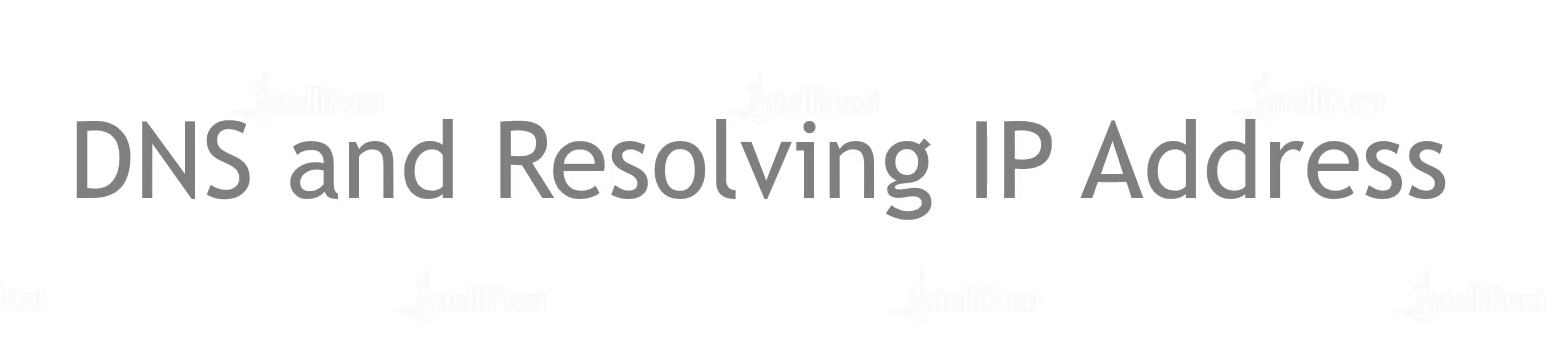 DNS and Resolving IP Address